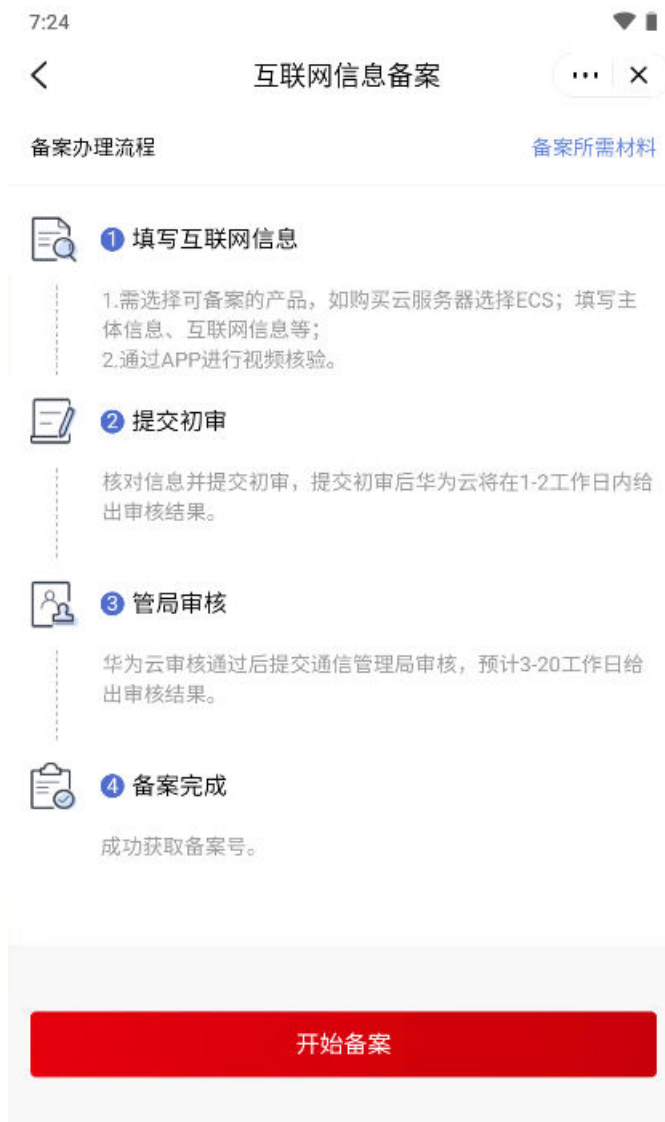 7:24
互联网信息备案
备案办理流程
备案所需材料
1 填写互联网信息
1.需选择可备案的产品，如购买云服务器选择ECS；填写主
体信息、互联网信息等；
2.通过APP进行视频核验。
2 提交初审
核对信息并提交初审，提交初审后华为云将在1-2工作日内给
出审核结果。
3 管局审核
华为云审核通过后提交通信管理局审核，预计3-20工作日给
出审核结果。
4 备案完成
成功获取备案号。
开始备案